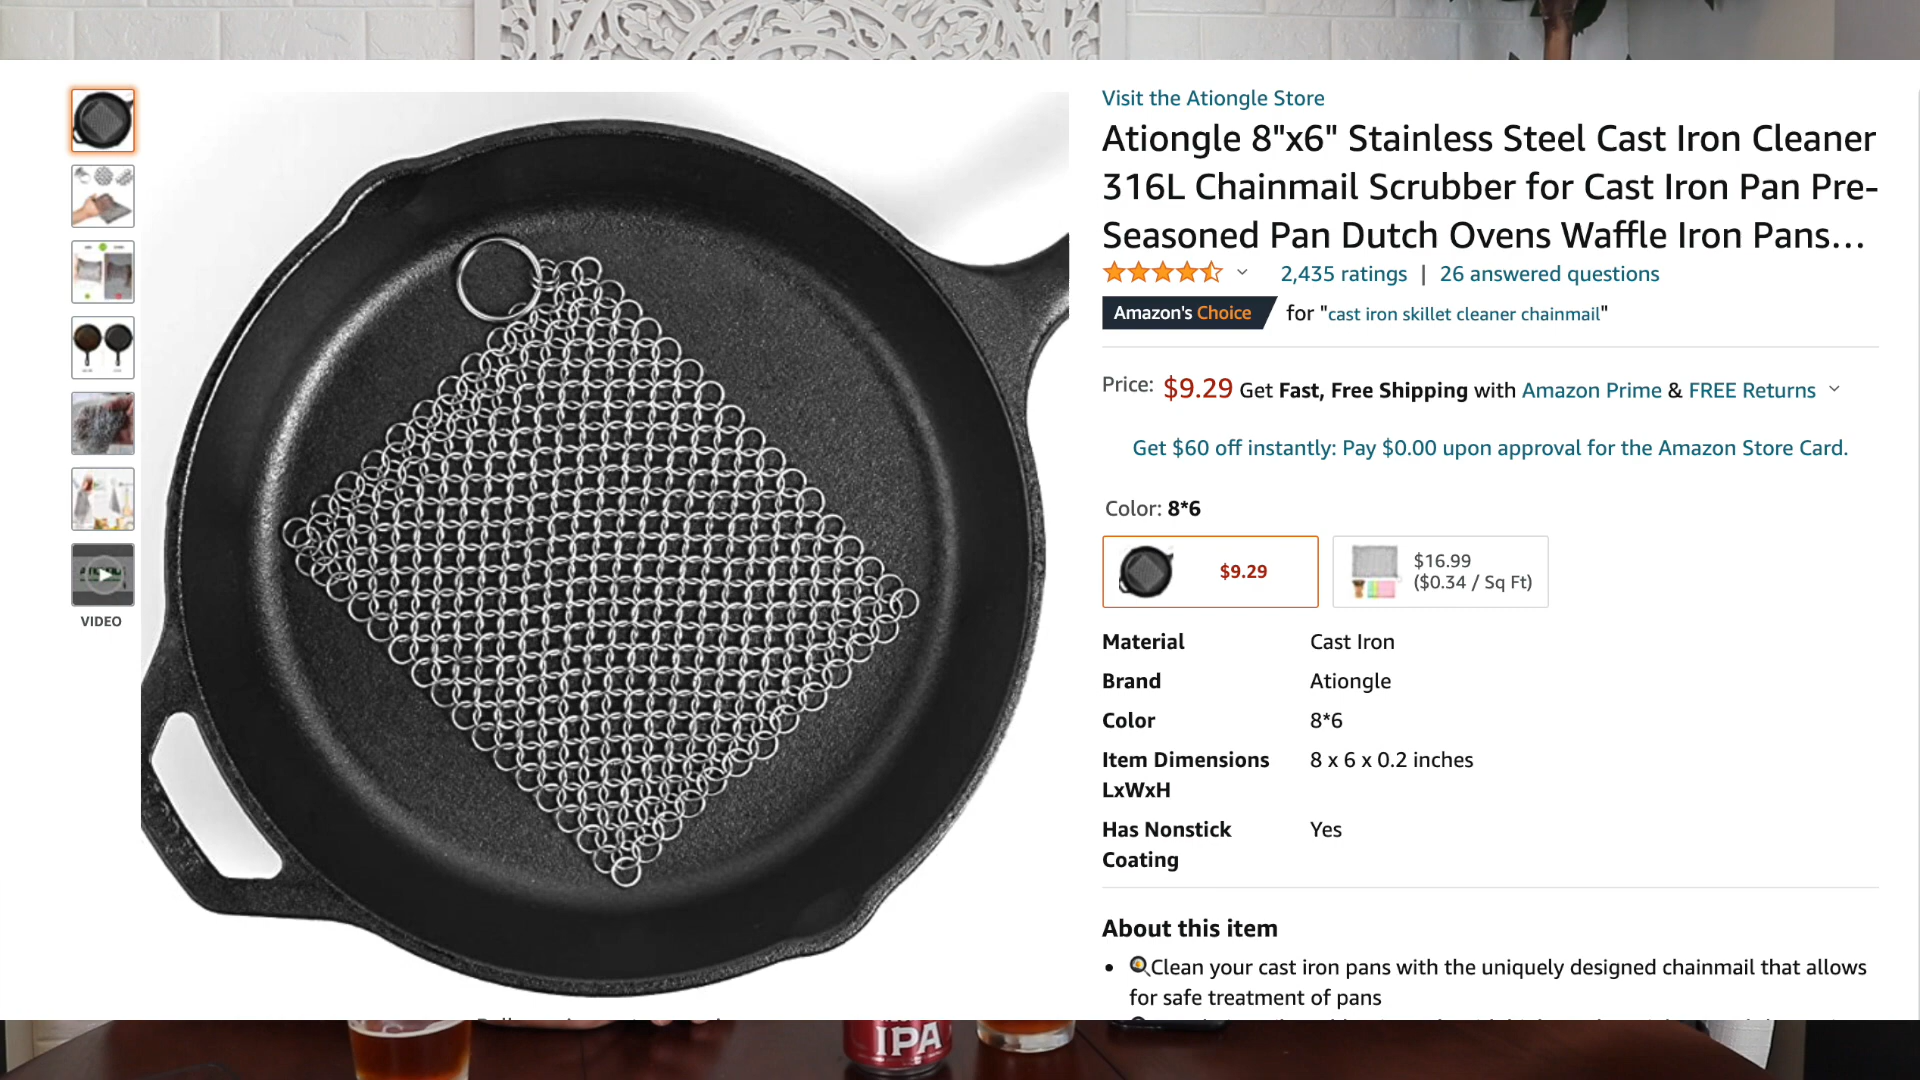 Visit the Ationgle Store
Ationgle 8"x6" Stainless Steel Cast Iron Cleaner
316L Chainmail Scrubber for Cast Iron Pan Pre-
Seasoned Pan Dutch Ovens Waffle Iron Pans…
2,435 ratings | 26 answered questions
Amazon's Choice for "cast iron skillet cleaner chainmail"
Price: $9.29 Get Fast, Free Shipping with Amazon Prime & FREE Returns
Get $60 off instantly: Pay $0.00 upon approval for the Amazon Store Card.
Color: 8*6
$9.29
$16.99
($0.34 / Sq Ft)
VIDEO
Material Cast Iron
Brand Ationgle
Color 8*6
Item Dimensions 8 x 6 x 0.2 inches
LxWxH
Has Nonstick Yes
Coating
About this item
• Clean your cast iron pans with the uniquely designed chainmail that allows
for safe treatment of pans
IPA